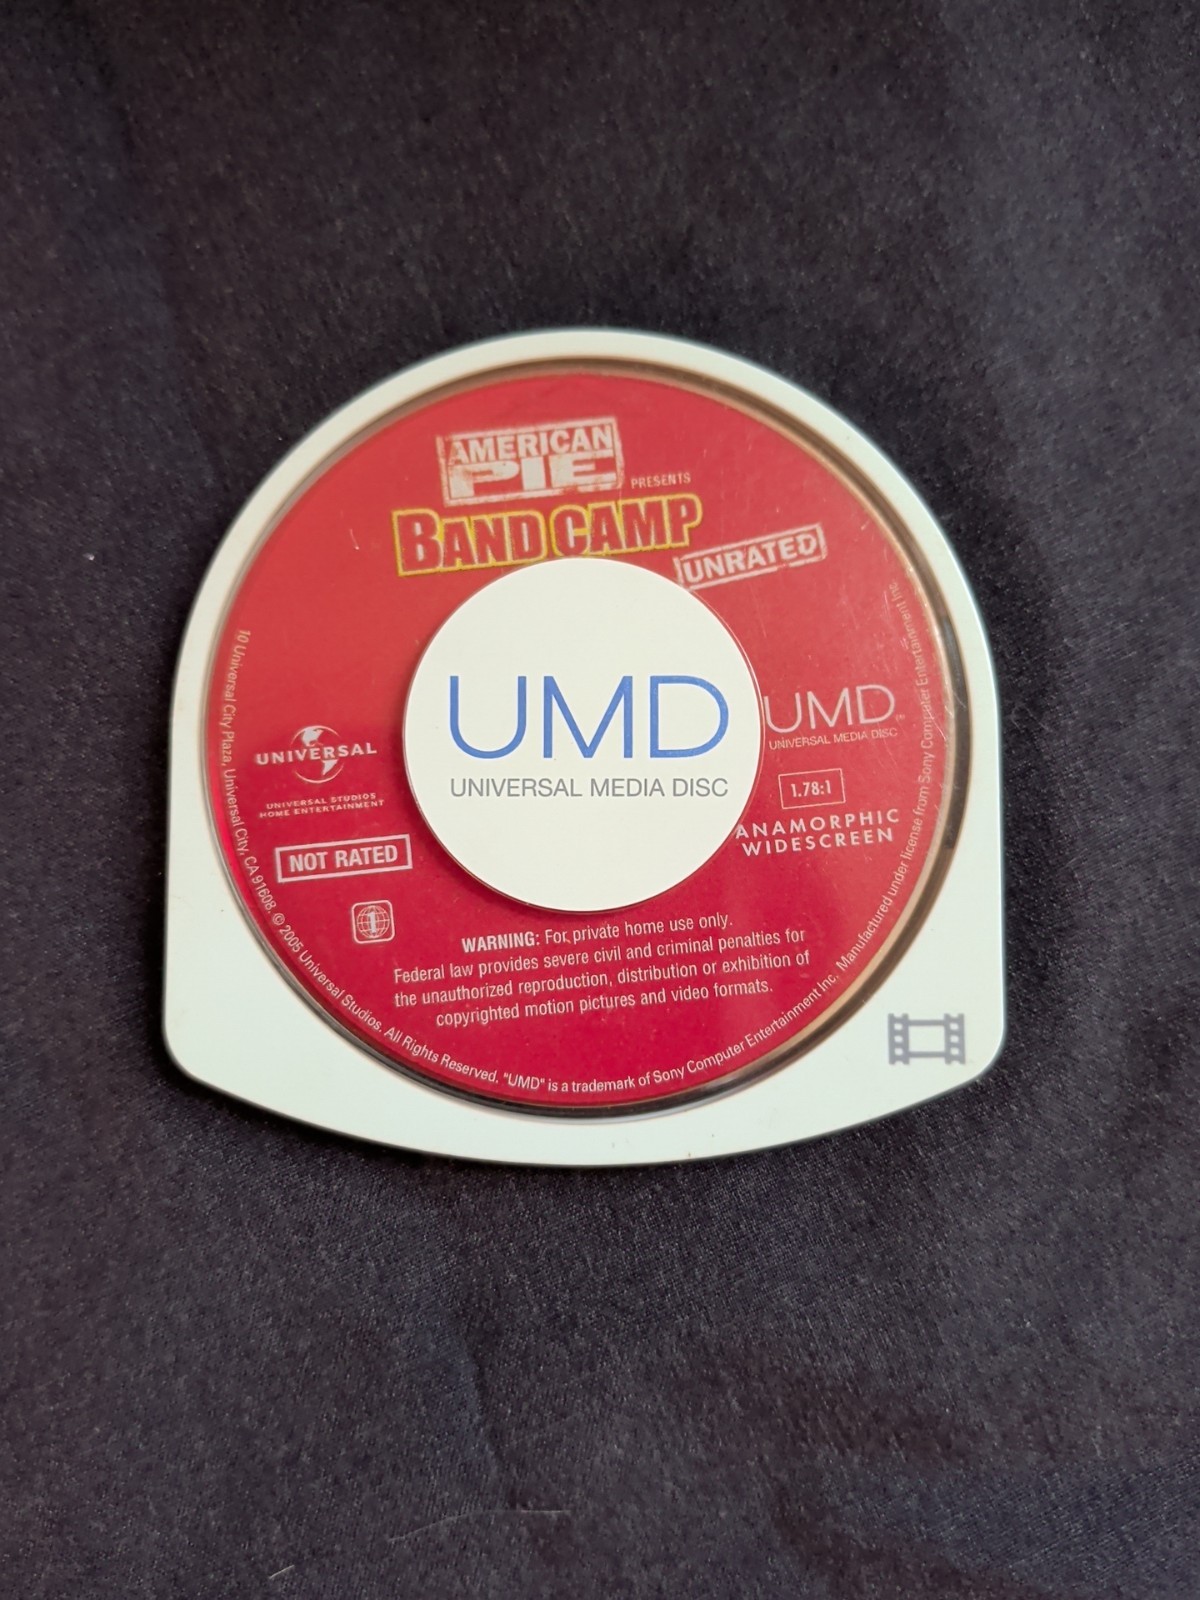 AMERICAN
PIE
PRESENTS
BAND CAMP
UNRATED
UMD
UNIVERSAL MEDIA DISC
UNIVERSAL
UNIVERSAL STUDIOS
HOME ENTERTAINMENT
NOT RATED
1
UMD™
UNIVERSAL MEDIA DISC
1.78:1
ANAMORPHIC
WIDESCREEN
WARNING: For private home use only.
Federal law provides severe civil and criminal penalties for
the unauthorized reproduction, distribution or exhibition of
copyrighted motion pictures and video formats.
10 Universal City Plaza, Universal City, CA 91608. © 2005 Universal Studios. All Rights Reserved. "UMD" is a trademark of Sony Computer Entertainment Inc. Manufactured under license from Sony Computer Entertainment Inc.